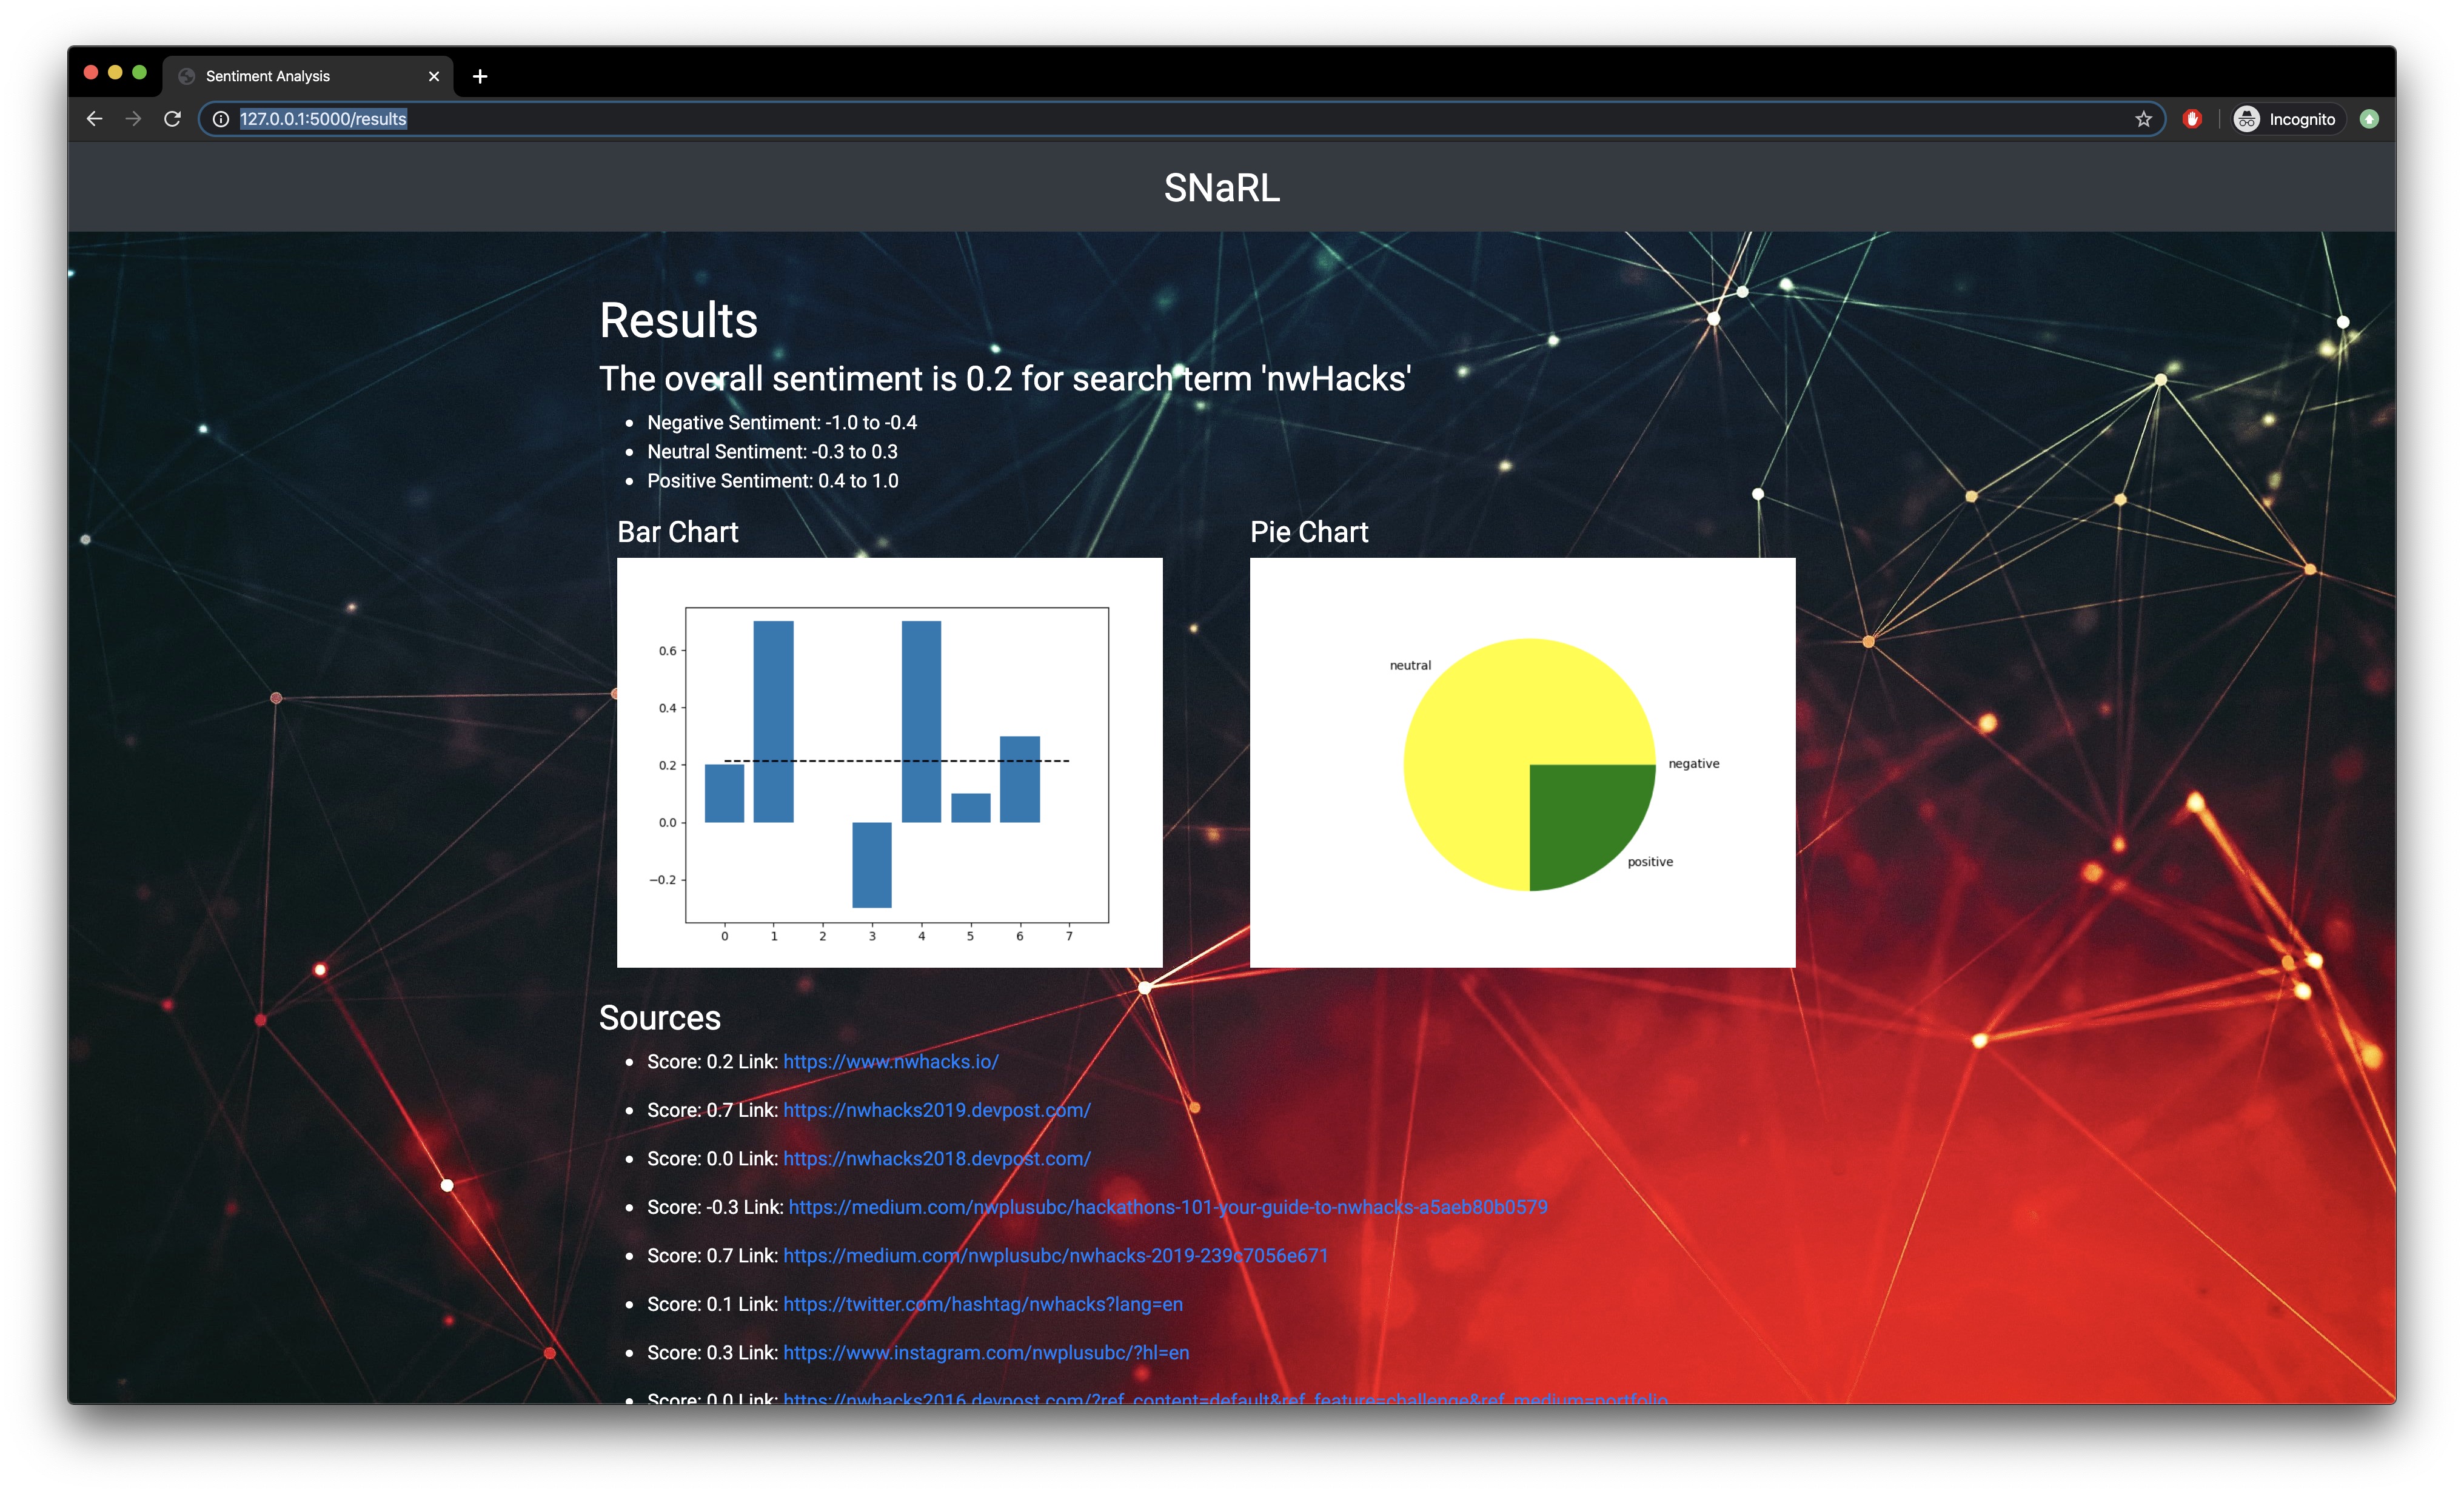 Sentiment Analysis
127.0.0.1:5000/results
Incognito
SNaRL
Results
The overall sentiment is 0.2 for search term 'nwHacks'
Negative Sentiment: -1.0 to -0.4
Neutral Sentiment: -0.3 to 0.3
Positive Sentiment: 0.4 to 1.0
Bar Chart
0.6
0.4
0.2
0.0
−0.2
0 1 2 3 4 5 6 7
Pie Chart
neutral
negative
positive
Sources
Score: 0.2 Link: https://www.nwhacks.io/
Score: 0.7 Link: https://nwhacks2019.devpost.com/
Score: 0.0 Link: https://nwhacks2018.devpost.com/
Score: -0.3 Link: https://medium.com/nwplusubc/hackathons-101-your-guide-to-nwhacks-a5aeb80b0579
Score: 0.7 Link: https://medium.com/nwplusubc/nwhacks-2019-239c7056e671
Score: 0.1 Link: https://twitter.com/hashtag/nwhacks?lang=en
Score: 0.3 Link: https://www.instagram.com/nwplusubc/?hl=en
Score: 0.0 Link: https://nwhacks2016.devpost.com/?ref_content=default&ref_feature=challenge&ref_medium=portfolio